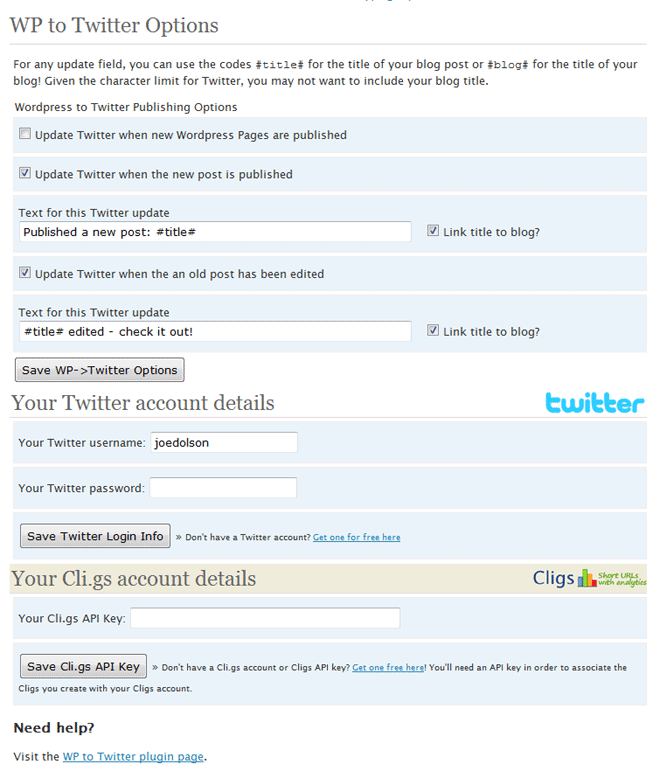 WP to Twitter Options
For any update field, you can use the codes #title# for the title of your blog post or #blog# for the title of your
blog! Given the character limit for Twitter, you may not want to include your blog title.
Wordpress to Twitter Publishing Options
Update Twitter when new Wordpress Pages are published
Update Twitter when the new post is published
Text for this Twitter update
Published a new post: #title#
Link title to blog?
Update Twitter when the an old post has been edited
Text for this Twitter update
#title# edited - check it out!
Link title to blog?
Save WP->Twitter Options
Your Twitter account details
twitter
Your Twitter username: joedolson
Your Twitter password:
Save Twitter Login Info » Don't have a Twitter account? Get one for free here
Your Cli.gs account details
Cligs Short URLs
with analytics
Your Cli.gs API Key:
Save Cli.gs API Key » Don't have a Cli.gs account or Cligs API key? Get one free here! You'll need an API key in order to associate the
Cligs you create with your Cligs account.
Need help?
Visit the WP to Twitter plugin page.